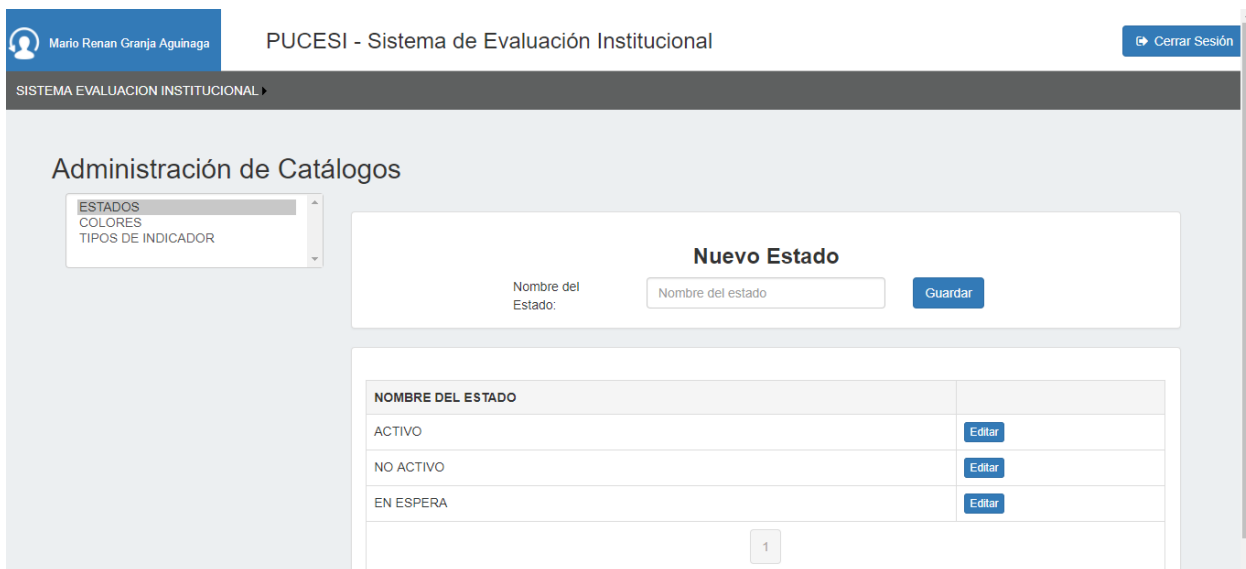 Mario Renan Granja Aguinaga
PUCESI - Sistema de Evaluación Institucional
Cerrar Sesión
SISTEMA EVALUACION INSTITUCIONAL
Administración de Catálogos
ESTADOS
COLORES
TIPOS DE INDICADOR
Nuevo Estado
Nombre del
Estado:
Nombre del estado
Guardar
NOMBRE DEL ESTADO
ACTIVO Editar
NO ACTIVO Editar
EN ESPERA Editar
1